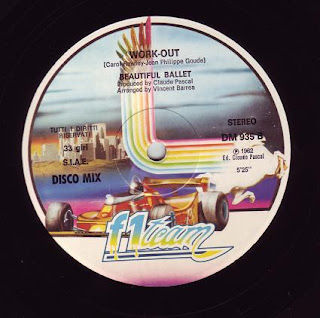 WORK-OUT
(Carol Rowley-Jean Philippe Goude)
BEAUTIFUL BALLET
Produced by Claude Pascal
Arranged by Vincent Barrea
TUTTI I DIRITTI
RISERVATI
33 giri
S.I.A.E.
DISCO MIX
STEREO
DM 935 B
℗ 1982
Ed. Claude Pascal
5'25"
f1 team